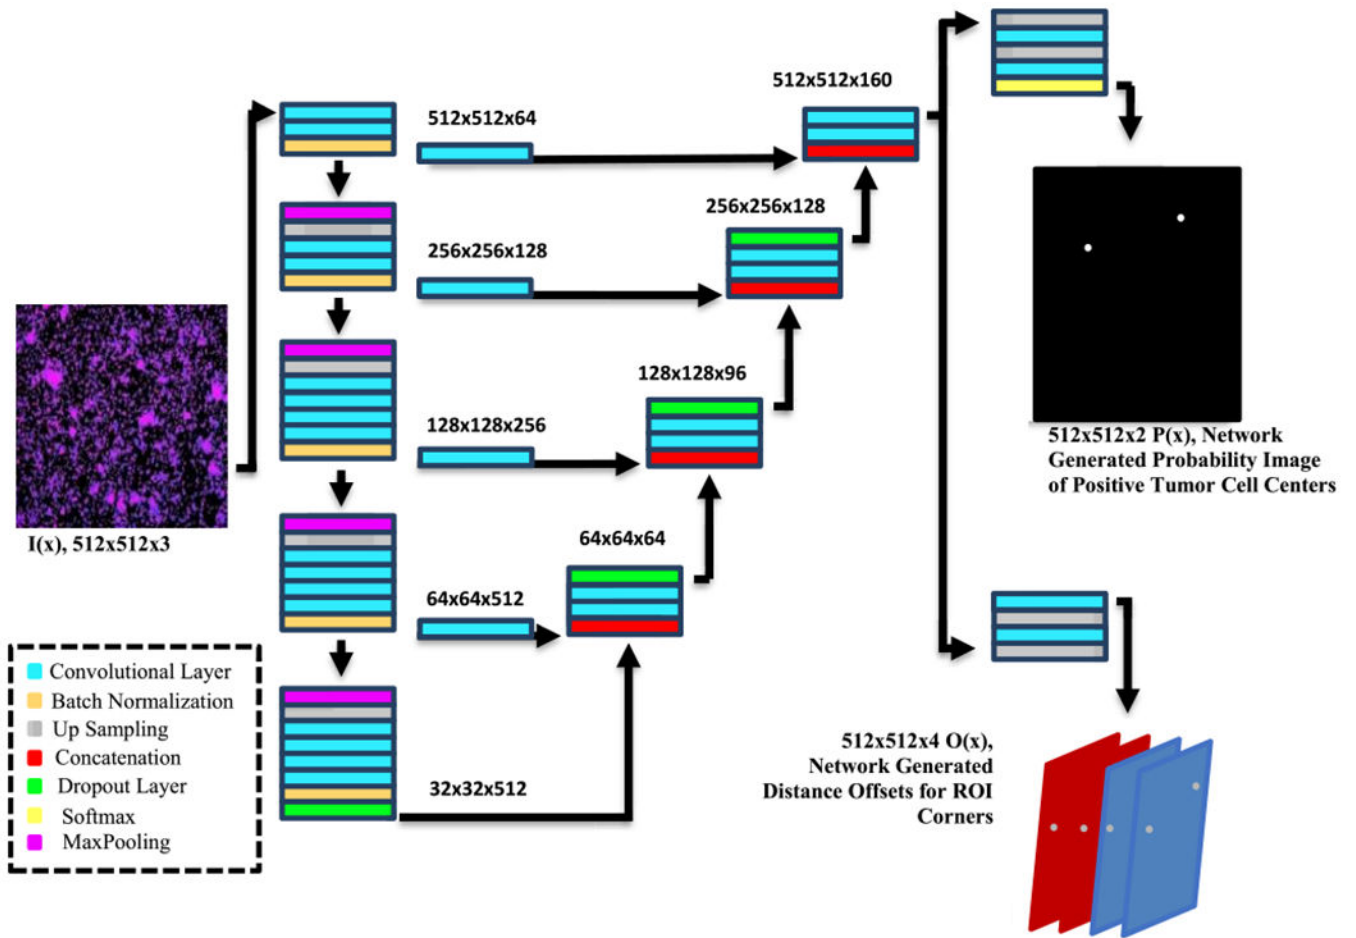 512x512x160
512x512x64
256x256x128
256x256x128
128x128x96
128x128x256
512x512x2 P(x), Network
Generated Probability Image
of Positive Tumor Cell Centers
I(x), 512x512x3
64x64x64
64x64x512
Convolutional Layer
Batch Normalization
Up Sampling
Concatenation
Dropout Layer
Softmax
MaxPooling
32x32x512
512x512x4 O(x),
Network Generated
Distance Offsets for ROI
Corners